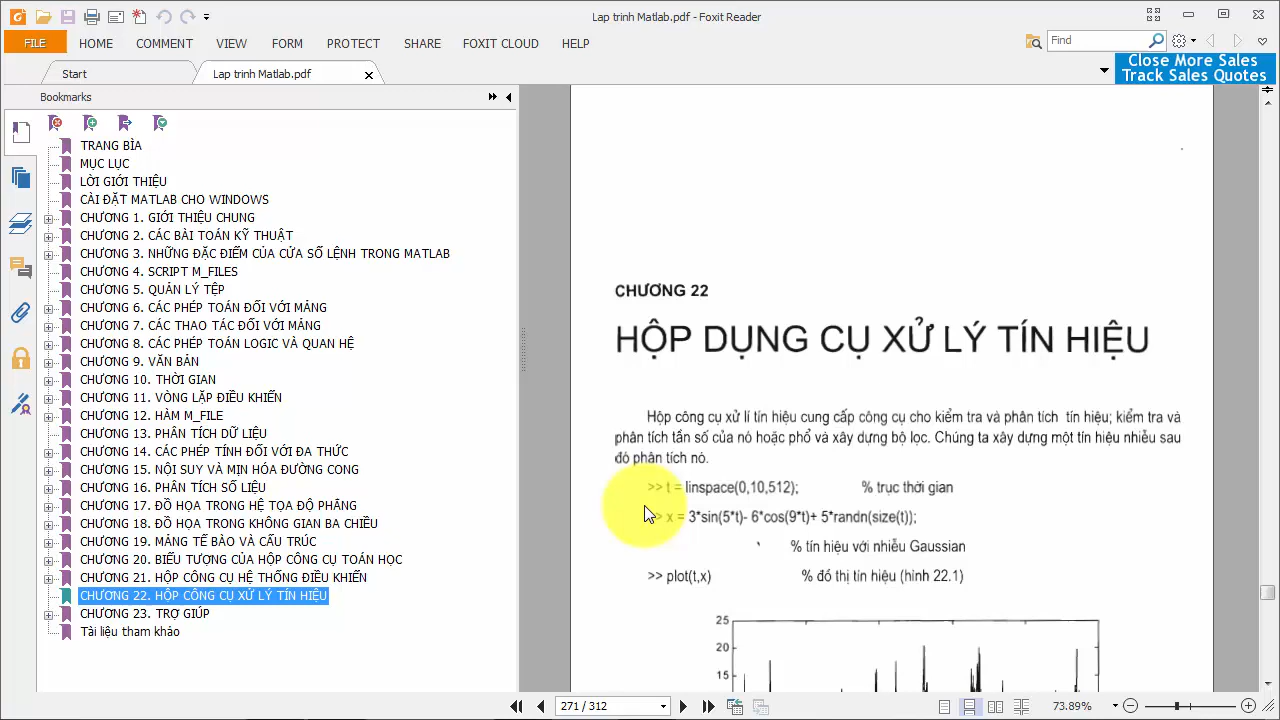 Lap trinh Matlab.pdf - Foxit Reader
FILE HOME COMMENT VIEW FORM PROTECT SHARE FOXIT CLOUD HELP
Find
Start
Lap trinh Matlab.pdf
Close More Sales
Track Sales Quotes
Bookmarks
TRANG BÌA
MỤC LỤC
LỜI GIỚI THIỆU
CÀI ĐẶT MATLAB CHO WINDOWS
CHƯƠNG 1. GIỚI THIỆU CHUNG
CHƯƠNG 2. CÁC BÀI TOÁN KỸ THUẬT
CHƯƠNG 3. NHỮNG ĐẶC ĐIỂM CỦA CỬA SỔ LỆNH TRONG MATLAB
CHƯƠNG 4. SCRIPT M_FILES
CHƯƠNG 5. QUẢN LÝ TỆP
CHƯƠNG 6. CÁC PHÉP TOÁN ĐỐI VỚI MẢNG
CHƯƠNG 7. CÁC THAO TÁC ĐỐI VỚI MẢNG
CHƯƠNG 8. CÁC PHÉP TOÁN LOGIC VÀ QUAN HỆ
CHƯƠNG 9. VĂN BẢN
CHƯƠNG 10. THỜI GIAN
CHƯƠNG 11. VÒNG LẶP ĐIỀU KHIỂN
CHƯƠNG 12. HÀM M_FILE
CHƯƠNG 13. PHÂN TÍCH DỮ LIỆU
CHƯƠNG 14. CÁC PHÉP TÍNH ĐỐI VỚI ĐA THỨC
CHƯƠNG 15. NỘI SUY VÀ MỊN HÓA ĐƯỜNG CONG
CHƯƠNG 16. PHÂN TÍCH SỐ LIỆU
CHƯƠNG 17. ĐỒ HỌA TRONG HỆ TỌA ĐỘ PHẲNG
CHƯƠNG 18. ĐỒ HỌA TRONG KHÔNG GIAN BA CHIỀU
CHƯƠNG 19. MẢNG TẾ BÀO VÀ CẤU TRÚC
CHƯƠNG 20. BIỂU TƯỢNG CỦA HỘP CÔNG CỤ TOÁN HỌC
CHƯƠNG 21. HỘP CÔNG CỤ HỆ THỐNG ĐIỀU KHIỂN
CHƯƠNG 22. HỘP CÔNG CỤ XỬ LÝ TÍN HIỆU
CHƯƠNG 23. TRỢ GIÚP
Tài liệu tham khảo
CHƯƠNG 22
HỘP DỤNG CỤ XỬ LÝ TÍN HIỆU
Hộp công cụ xử lí tín hiệu cung cấp công cụ cho kiểm tra và phân tích tín hiệu; kiểm tra và
phân tích tần số của nó hoặc phổ và xây dựng bộ lọc. Chúng ta xây dựng một tín hiệu nhiễu sau
đó phân tích nó.
>> t = linspace(0,10,512); % trục thời gian
>> x = 3*sin(5*t)- 6*cos(9*t)+ 5*randn(size(t));
% tín hiệu với nhiễu Gaussian
>> plot(t,x) % đồ thị tín hiệu (hình 22.1)
25
20
15
271 / 312
73.89%